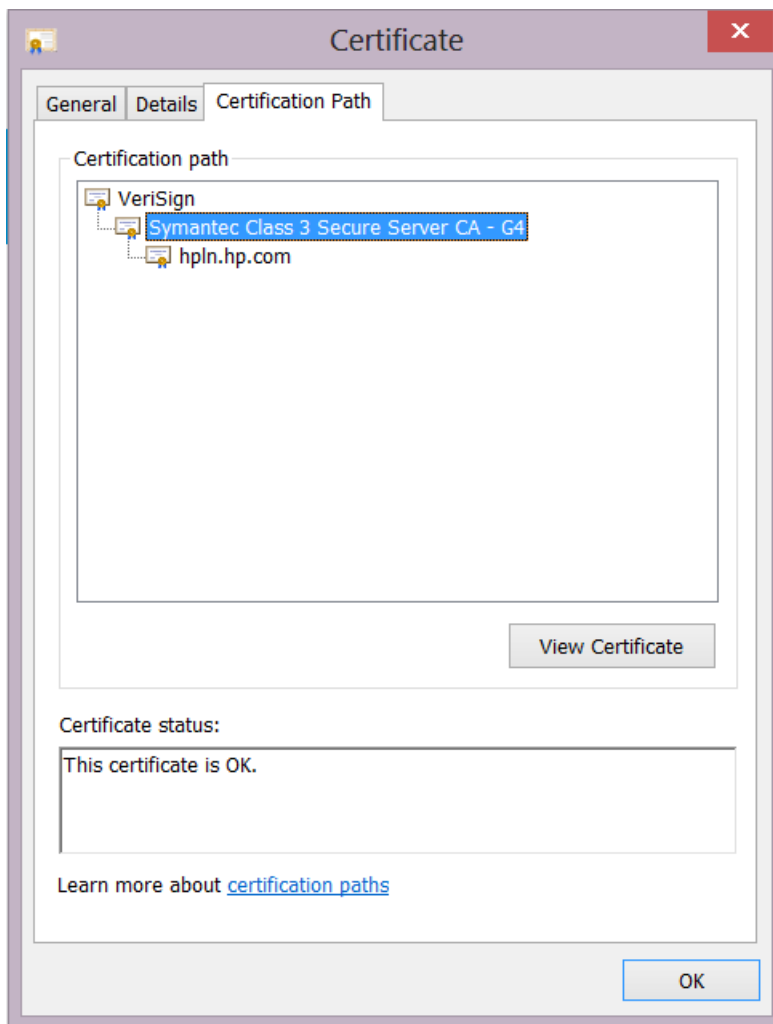 Certificate
General Details Certification Path
Certification path
VeriSign
Symantec Class 3 Secure Server CA - G4
hpln.hp.com
View Certificate
Certificate status:
This certificate is OK.
Learn more about certification paths
OK